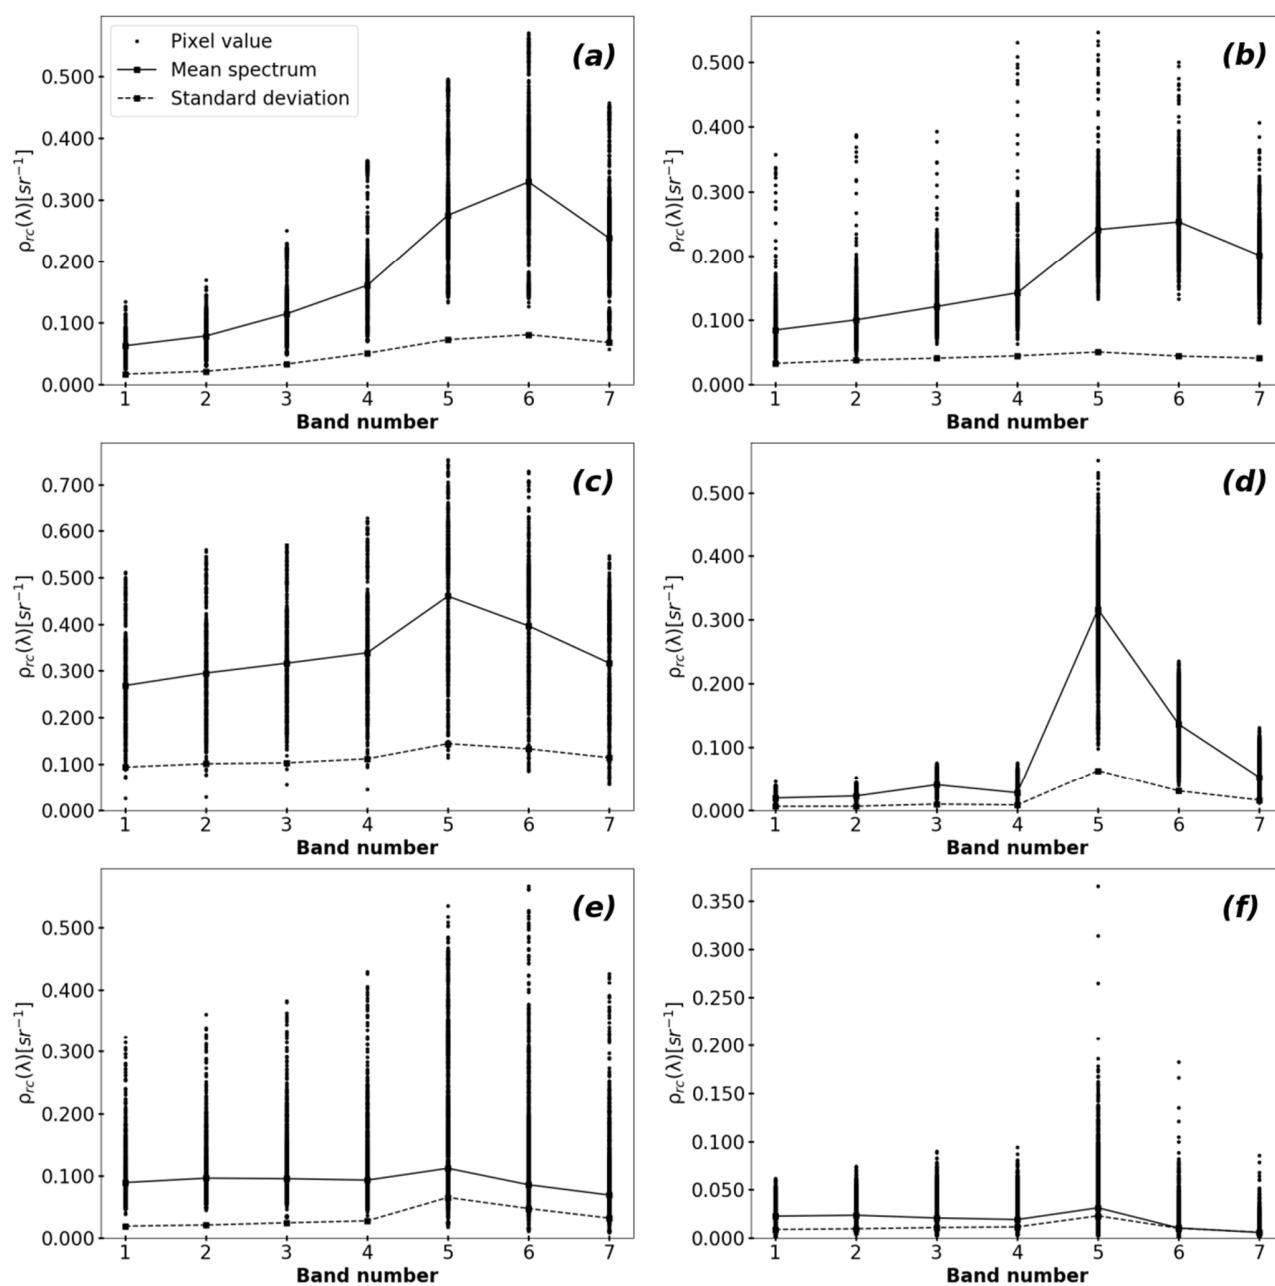 (a)
Pixel value
Mean spectrum
Standard deviation
0.500
0.400
0.300
0.200
0.100
0.000
ρrc(λ)[sr⁻¹]
1 2 3 4 5 6 7
Band number
(b)
0.500
0.400
0.300
0.200
0.100
0.000
ρrc(λ)[sr⁻¹]
1 2 3 4 5 6 7
Band number
(c)
0.700
0.600
0.500
0.400
0.300
0.200
0.100
0.000
ρrc(λ)[sr⁻¹]
1 2 3 4 5 6 7
Band number
(d)
0.500
0.400
0.300
0.200
0.100
0.000
ρrc(λ)[sr⁻¹]
1 2 3 4 5 6 7
Band number
(e)
0.500
0.400
0.300
0.200
0.100
0.000
ρrc(λ)[sr⁻¹]
1 2 3 4 5 6 7
Band number
(f)
0.350
0.300
0.250
0.200
0.150
0.100
0.050
0.000
ρrc(λ)[sr⁻¹]
1 2 3 4 5 6 7
Band number